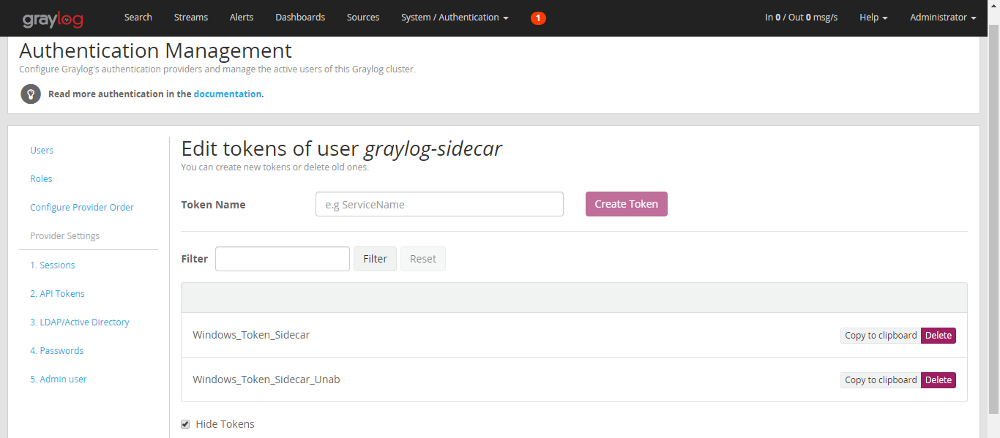 graylog Search Streams Alerts Dashboards Sources System / Authentication 1 In 0 / Out 0 msg/s Help Administrator
Authentication Management
Configure Graylog's authentication providers and manage the active users of this Graylog cluster.
Read more authentication in the documentation.
Users
Roles
Configure Provider Order
Provider Settings
1. Sessions
2. API Tokens
3. LDAP/Active Directory
4. Passwords
5. Admin user
Edit tokens of user graylog-sidecar
You can create new tokens or delete old ones.
Token Name e.g ServiceName Create Token
Filter Filter Reset
Windows_Token_Sidecar Copy to clipboard Delete
Windows_Token_Sidecar_Unab Copy to clipboard Delete
Hide Tokens